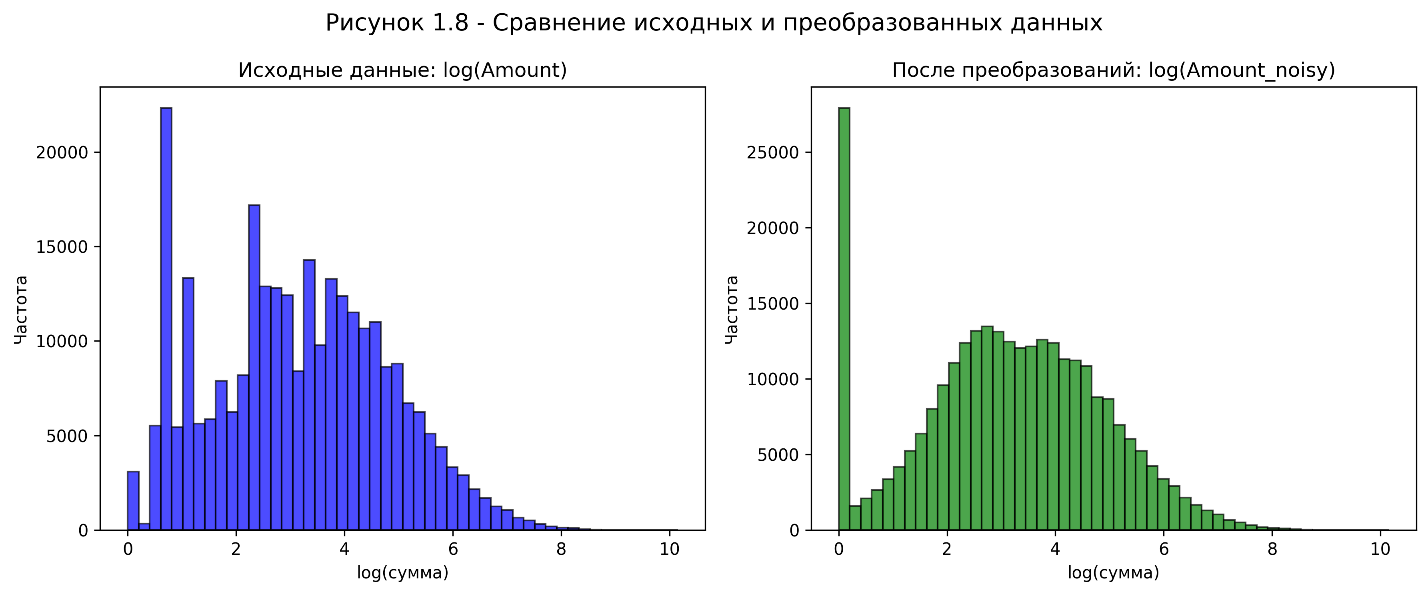 Рисунок 1.8 - Сравнение исходных и преобразованных данных
Исходные данные: log(Amount)
Частота
20000
15000
10000
5000
0
0 2 4 6 8 10
log(сумма)
После преобразований: log(Amount_noisy)
Частота
25000
20000
15000
10000
5000
0
0 2 4 6 8 10
log(сумма)